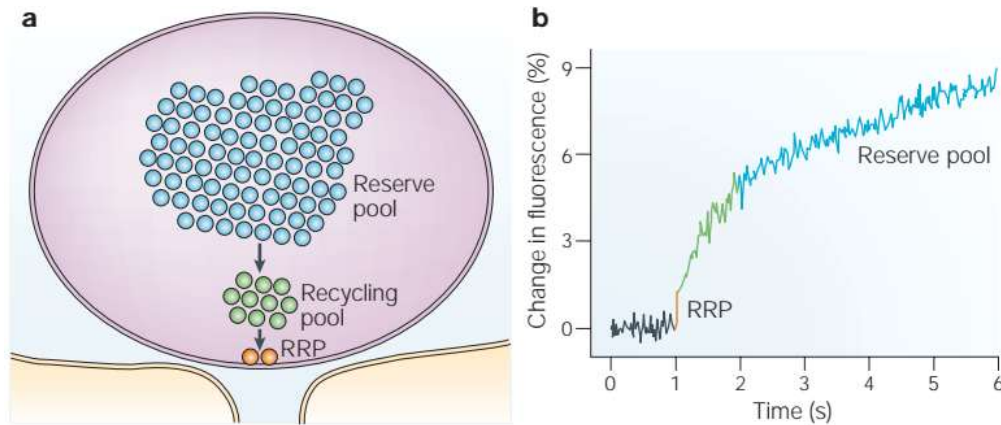 a
Reserve
pool
Recycling
pool
RRP
b
Change in fluorescence (%)
9
6
3
0
Reserve pool
RRP
0 1 2 3 4 5 6
Time (s)